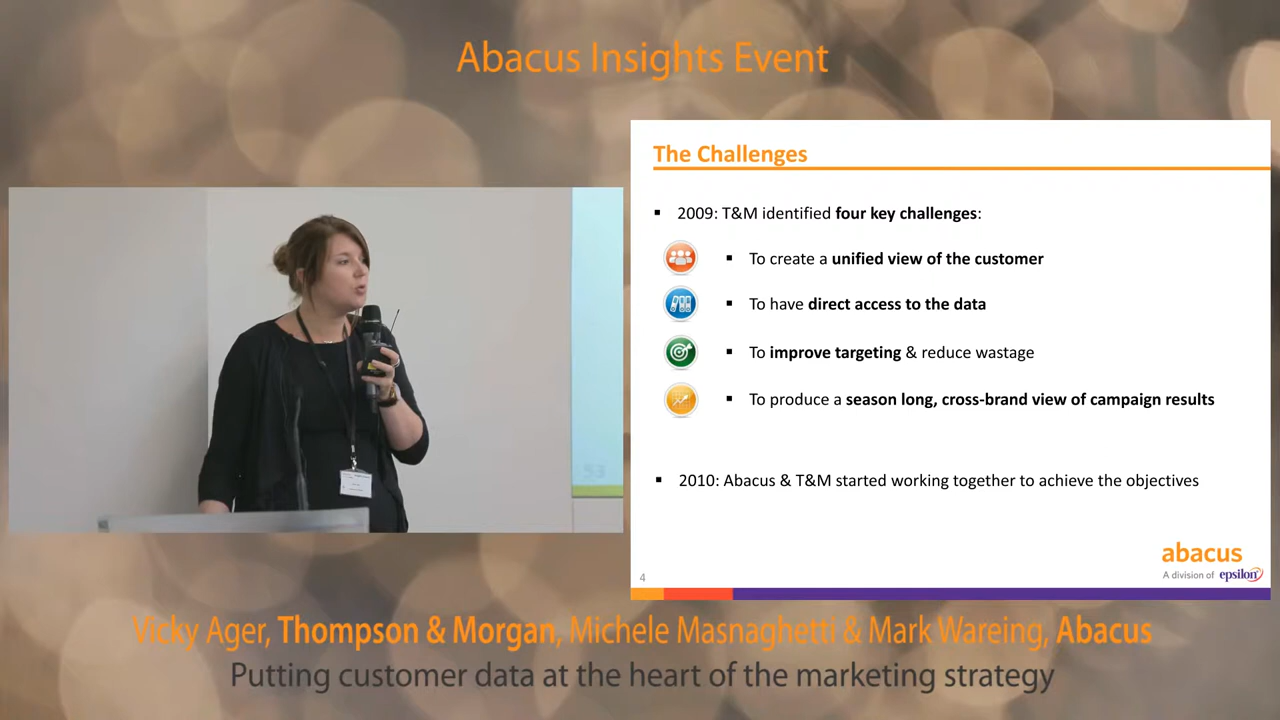 Abacus Insights Event
The Challenges
▪ 2009: T&M identified four key challenges:
▪ To create a unified view of the customer
▪ To have direct access to the data
▪ To improve targeting & reduce wastage
▪ To produce a season long, cross-brand view of campaign results
▪ 2010: Abacus & T&M started working together to achieve the objectives
abacus
A division of epsilon
4
Vicky Ager, Thompson & Morgan, Michele Masnaghetti & Mark Wareing, Abacus
Putting customer data at the heart of the marketing strategy